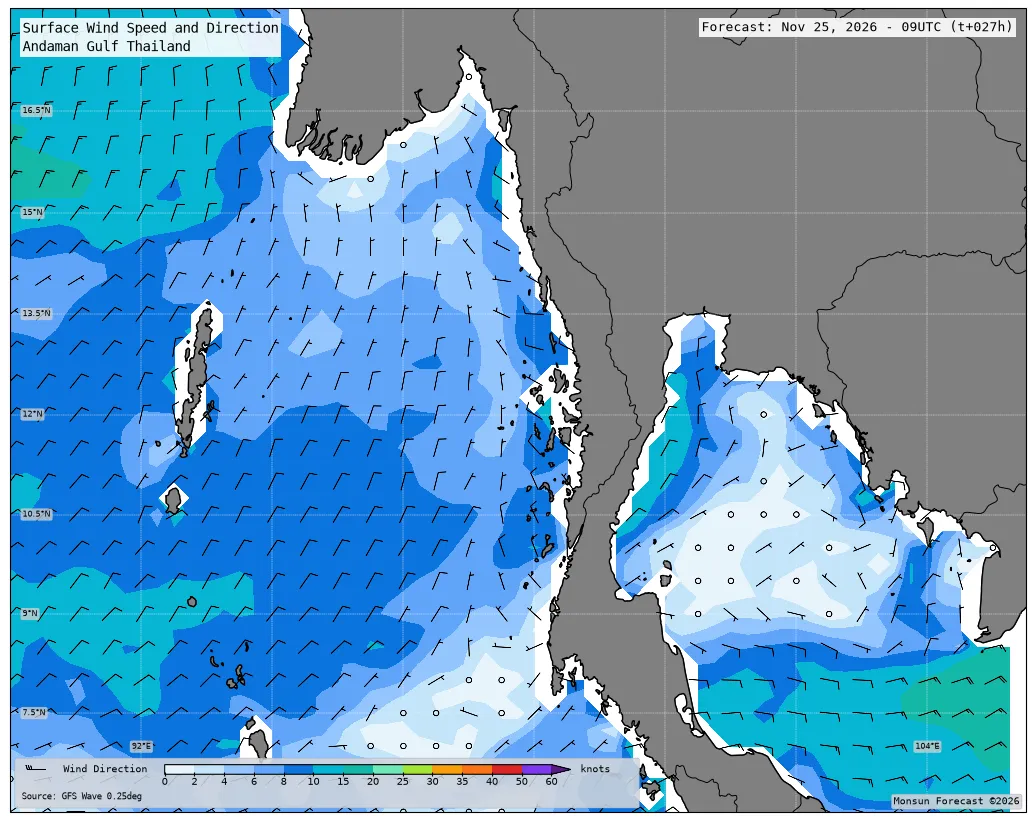 Surface Wind Speed and Direction
Andaman Gulf Thailand
Forecast: Nov 25, 2026 - 09UTC (t+027h)
16.5°N
15°N
13.5°N
12°N
10.5°N
9°N
7.5°N
92°E
104°E
Wind Direction
0 2 4 6 8 10 15 20 25 30 35 40 50 60
knots
Source: GFS Wave 0.25deg
Monsun Forecast ©2026